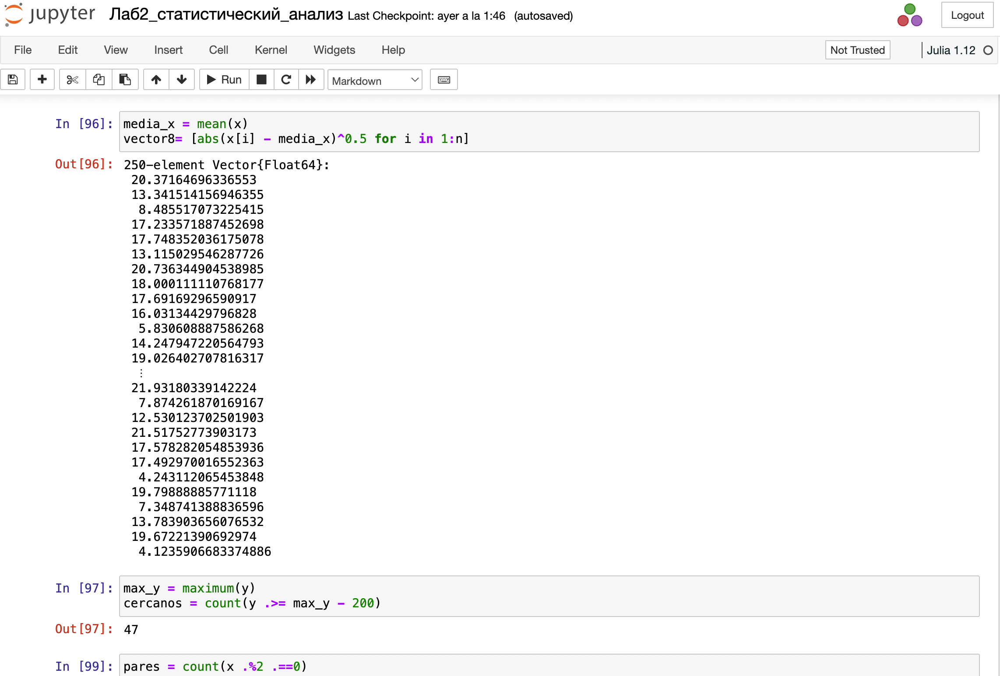 jupyter Лаб2_статистический_анализ Last Checkpoint: ayer a la 1:46 (autosaved) Logout
File Edit View Insert Cell Kernel Widgets Help Not Trusted Julia 1.12
Run Markdown
In [96]: media_x = mean(x)
vector8= [abs(x[i] - media_x)^0.5 for i in 1:n]
Out[96]: 250-element Vector{Float64}:
20.37164696336553
13.341514156946355
8.485517073225415
17.233571887452698
17.748352036175078
13.115029546287726
20.736344904538985
18.000111110768177
17.69169296590917
16.03134429796828
5.830608887586268
14.247947220564793
19.026402707816317
⋮
21.93180339142224
7.874261870169167
12.530123702501903
21.51752773903173
17.578282054853936
17.492970016552363
4.243112065453848
19.79888885771118
7.348741388836596
13.783903656076532
19.67221390692974
4.1235906683374886
In [97]: max_y = maximum(y)
cercanos = count(y .>= max_y - 200)
Out[97]: 47
In [99]: pares = count(x .%2 .==0)